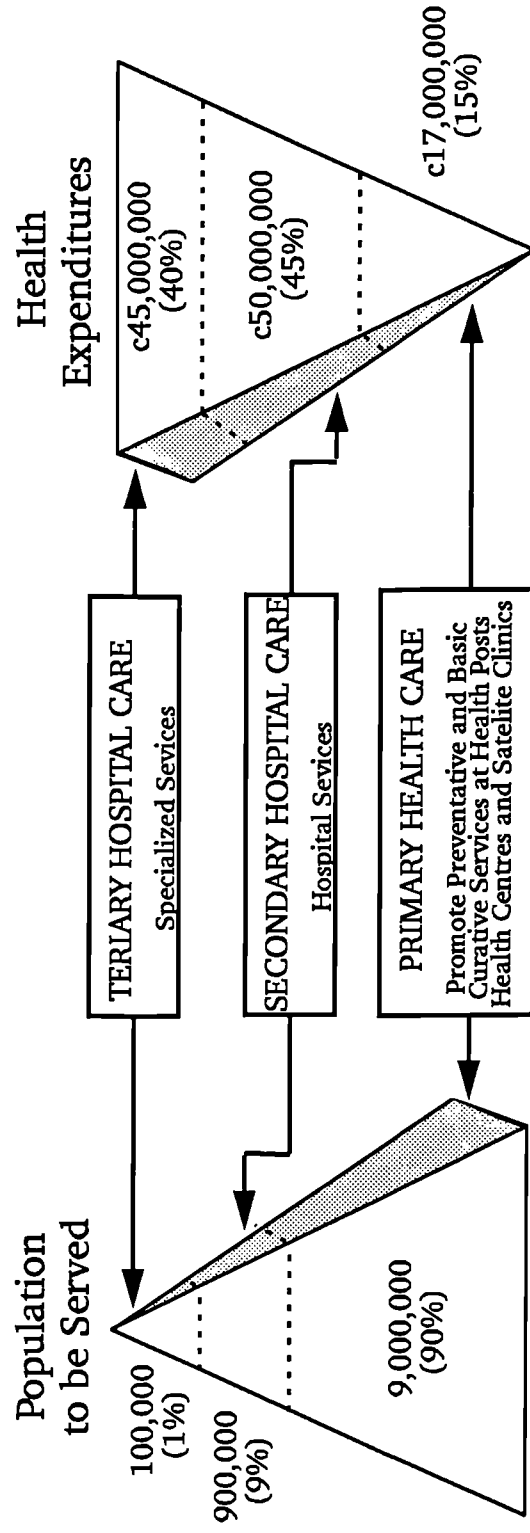 Population
to be Served
100,000
(1%)
900,000
(9%)
9,000,000
(90%)
TERIARY HOSPITAL CARE
Specialized Sevices
SECONDARY HOSPITAL CARE
Hospital Sevices
PRIMARY HEALTH CARE
Promote Preventative and Basic
Curative Services at Health Posts
Health Centres and Satelite Clinics
Health
Expenditures
c45,000,000
(40%)
c50,000,000
(45%)
c17,000,000
(15%)